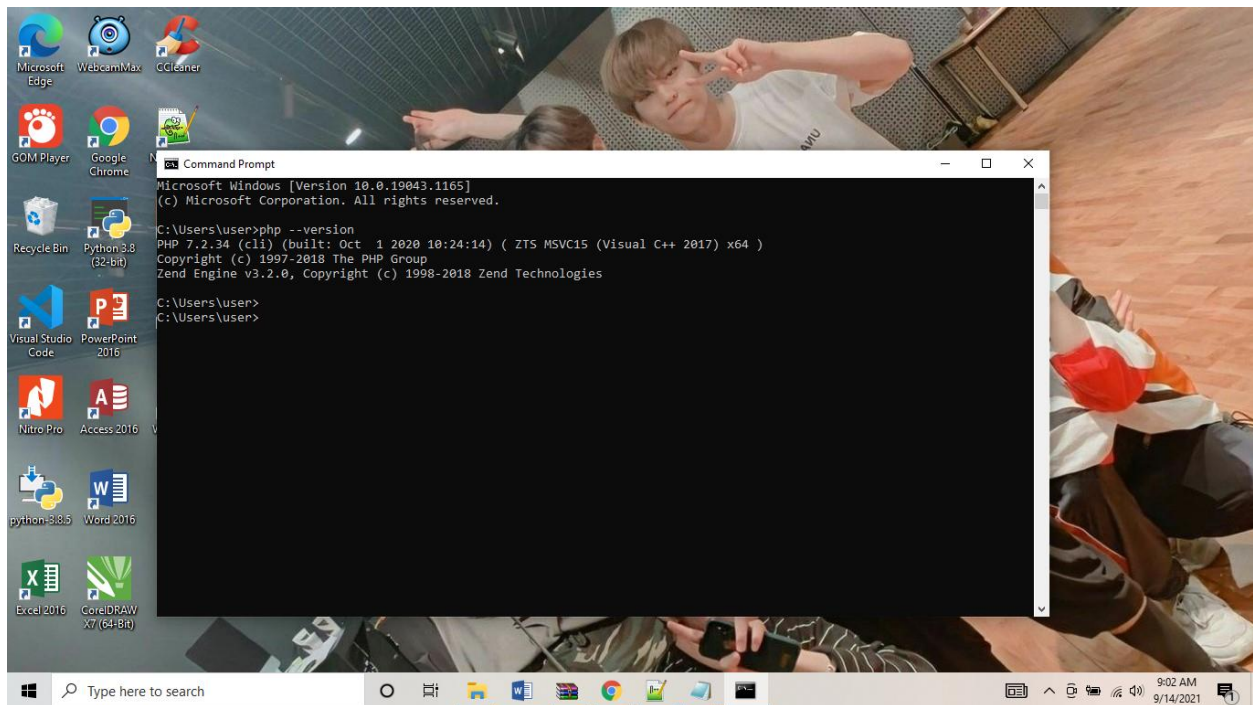 Microsoft
Edge
WebcamMax
CCleaner
GOM Player
Google
Chrome
Recycle Bin
Python 3.8
(32-bit)
Visual Studio
Code
PowerPoint
2016
Nitro Pro
Access 2016
python-3.8.5
Word 2016
Excel 2016
CorelDRAW
X7 (64-Bit)
Command Prompt
Microsoft Windows [Version 10.0.19043.1165]
(c) Microsoft Corporation. All rights reserved.
C:\Users\user>php --version
PHP 7.2.34 (cli) (built: Oct  1 2020 10:24:14) ( ZTS MSVC15 (Visual C++ 2017) x64 )
Copyright (c) 1997-2018 The PHP Group
Zend Engine v3.2.0, Copyright (c) 1998-2018 Zend Technologies
C:\Users\user>
C:\Users\user>
Type here to search
9:02 AM
9/14/2021
1